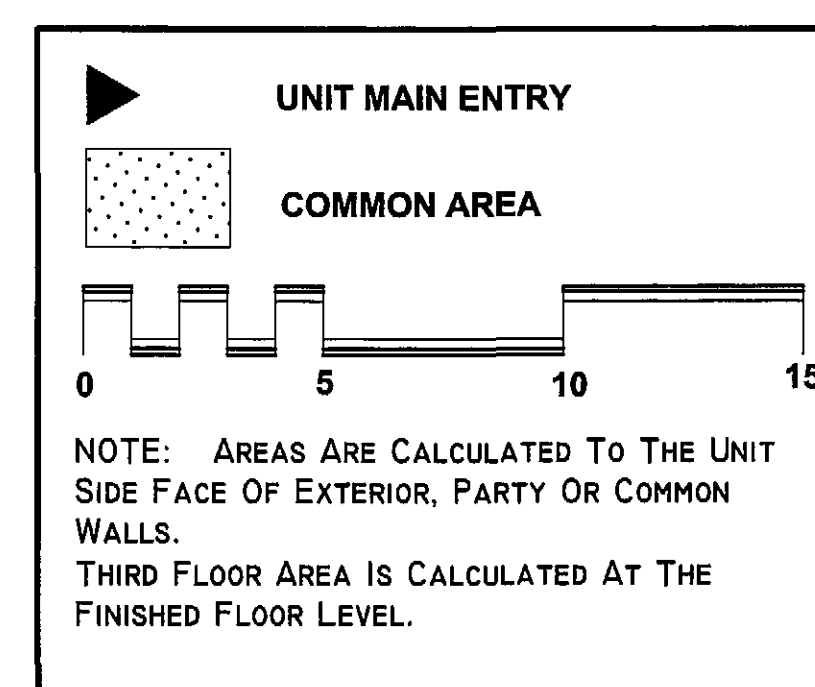 UNIT MAIN ENTRY
COMMON AREA
0 5 10 15
NOTE: AREAS ARE CALCULATED TO THE UNIT
SIDE FACE OF EXTERIOR, PARTY OR COMMON
WALLS.
THIRD FLOOR AREA IS CALCULATED AT THE
FINISHED FLOOR LEVEL.